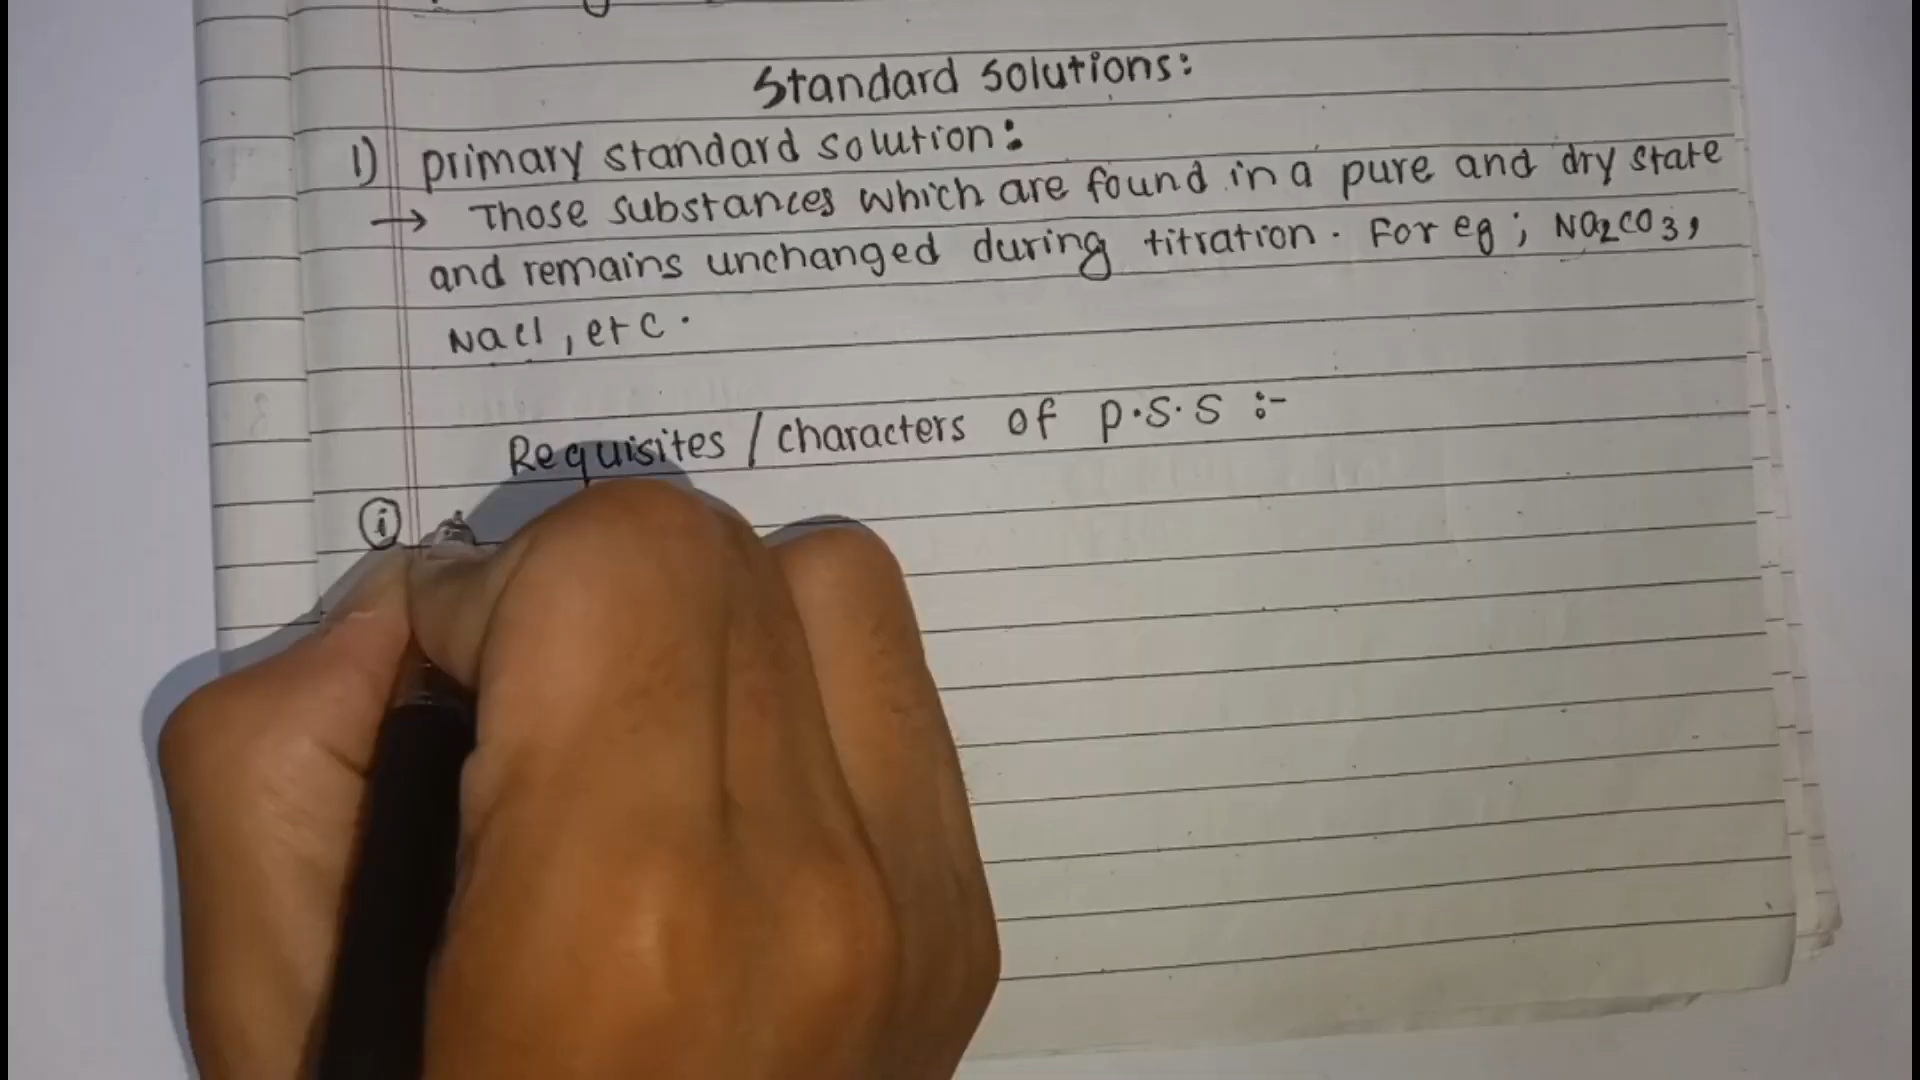 Standard solutions:
1) primary standard solution:
→ Those substances which are found in a pure and dry state
and remains unchanged during titration. For eg; Na2CO3,
Nacl, etc.
Requisites / characters of p.s.s :-
(i)